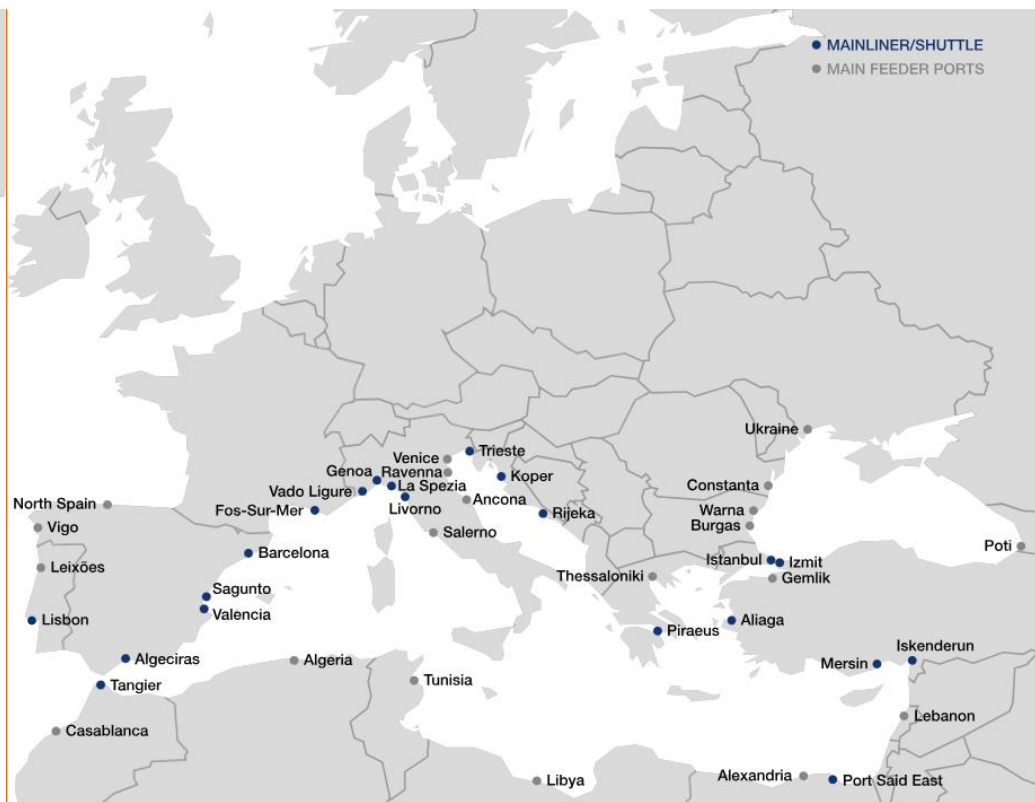 MAINLINER/SHUTTLE
MAIN FEEDER PORTS
Ukraine
Venice
Trieste
Genoa
Ravenna
Koper
Vado Ligure
La Spezia
Constanta
North Spain
Livorno
Ancona
Fos-Sur-Mer
Rijeka
Warna
Vigo
Burgas
Salerno
Poti
Barcelona
Istanbul
Izmit
Leixões
Thessaloniki
Gemlik
Sagunto
Valencia
Lisbon
Aliaga
Piraeus
Iskenderun
Algeciras
Algeria
Mersin
Tunisia
Tangier
Lebanon
Casablanca
Alexandria
Libya
Port Said East